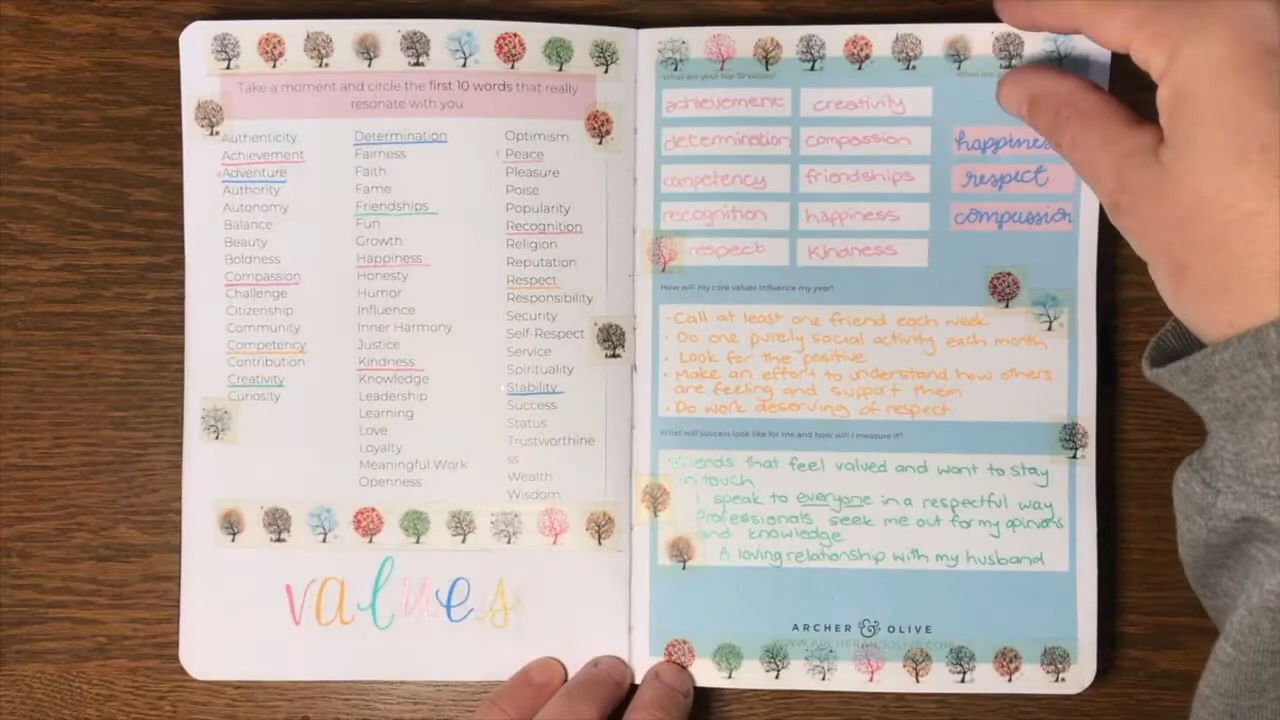 Take a moment and circle the first 10 words that really
resonate with you
Authenticity
Achievement
Adventure
Authority
Autonomy
Balance
Beauty
Boldness
Compassion
Challenge
Citizenship
Community
Competency
Contribution
Creativity
Curiosity
Determination
Fairness
Faith
Fame
Friendships
Fun
Growth
Happiness
Honesty
Humor
Influence
Inner Harmony
Justice
Kindness
Knowledge
Leadership
Learning
Love
Loyalty
Meaningful Work
Openness
Optimism
Peace
Pleasure
Poise
Popularity
Recognition
Religion
Reputation
Respect
Responsibility
Security
Self-Respect
Service
Spirituality
Stability
Success
Status
Trustworthine
ss
Wealth
Wisdom
values
What are your top 10 values?
What are
achievement
creativity
determination
compassion
competency
friendships
recognition
happiness
respect
kindness
happines
respect
compassion
How will my core values influence my year?
-Call at least one friend each week
• Do one purely social activity each month
• Look for the positive
• Make an effort to understand how others
are feeling and support them
• Do work deserving of respect
What will success look like for me and how will I measure it?
Friends that feel valued and want to stay
in touch
I speak to everyone in a respectful way
Professionals seek me out for my opinions
and knowledge
A loving relationship with my husband
ARCHER & OLIVE
WWW.ARCHERANDOLIVE.COM